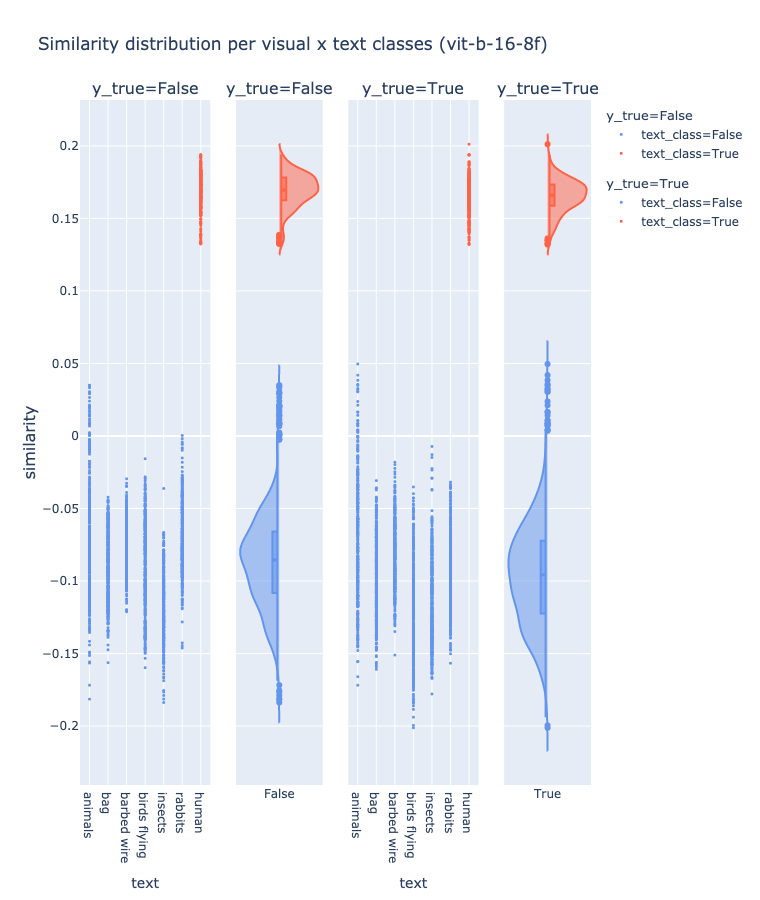 Similarity distribution per visual x text classes (vit-b-16-8f)
y_true=False
y_true=False
y_true=True
y_true=True
y_true=False
text_class=False
text_class=True
y_true=True
text_class=False
text_class=True
similarity
0.2
0.15
0.1
0.05
0
−0.05
−0.1
−0.15
−0.2
animals
bag
barbed wire
birds flying
insects
rabbits
human
False
animals
bag
barbed wire
birds flying
insects
rabbits
human
True
text
text